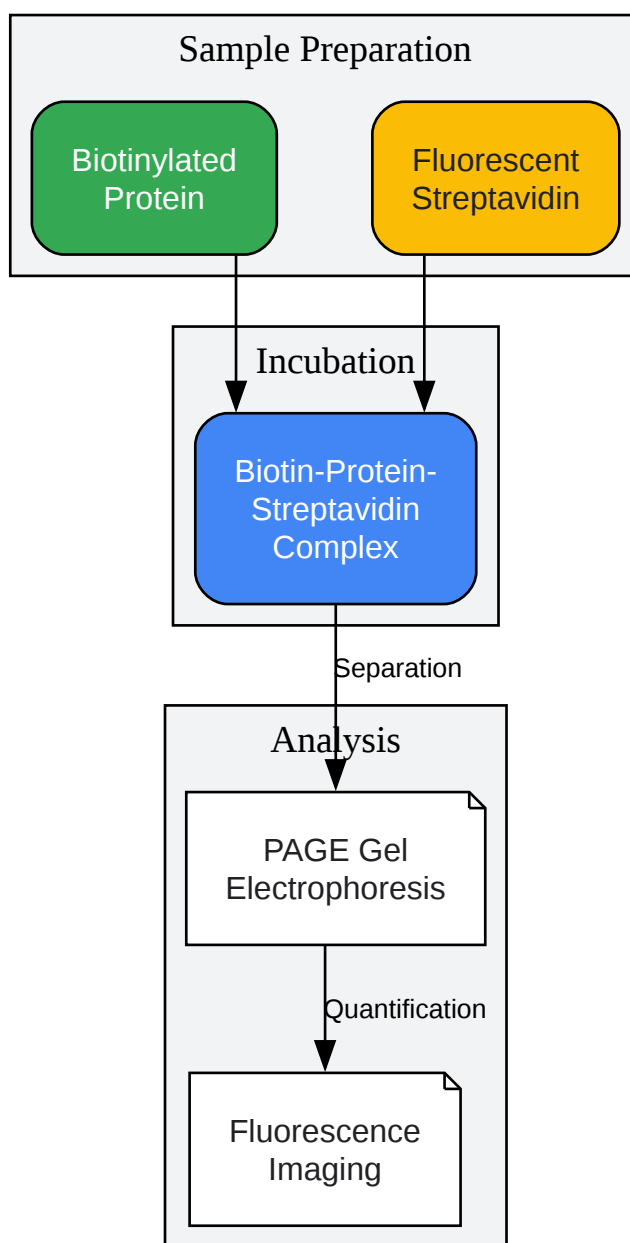 Sample Preparation
Biotinylated
Protein
Fluorescent
Streptavidin
Incubation
Biotin-Protein-
Streptavidin
Complex
Separation
Analysis
PAGE Gel
Electrophoresis
Quantification
Fluorescence
Imaging